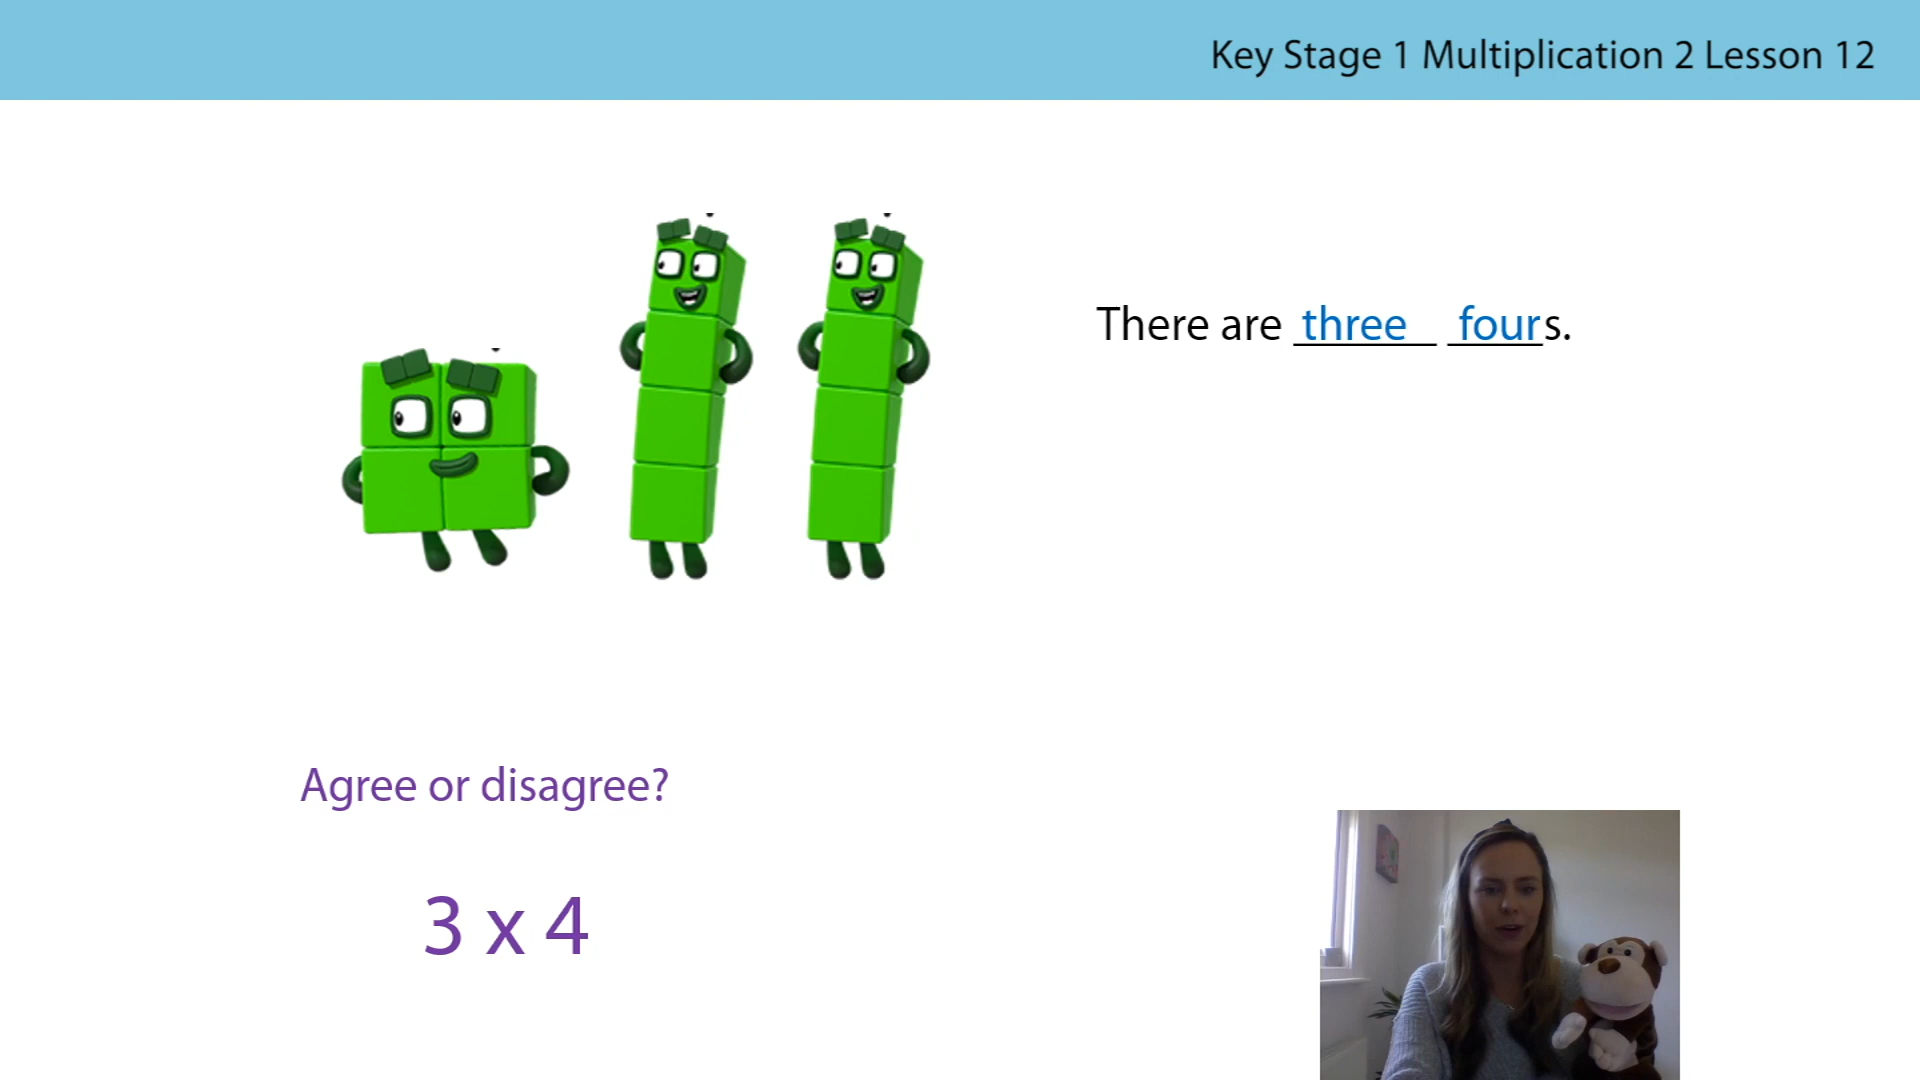 Key Stage 1 Multiplication 2 Lesson 12
There are three fours.
Agree or disagree?
3 x 4